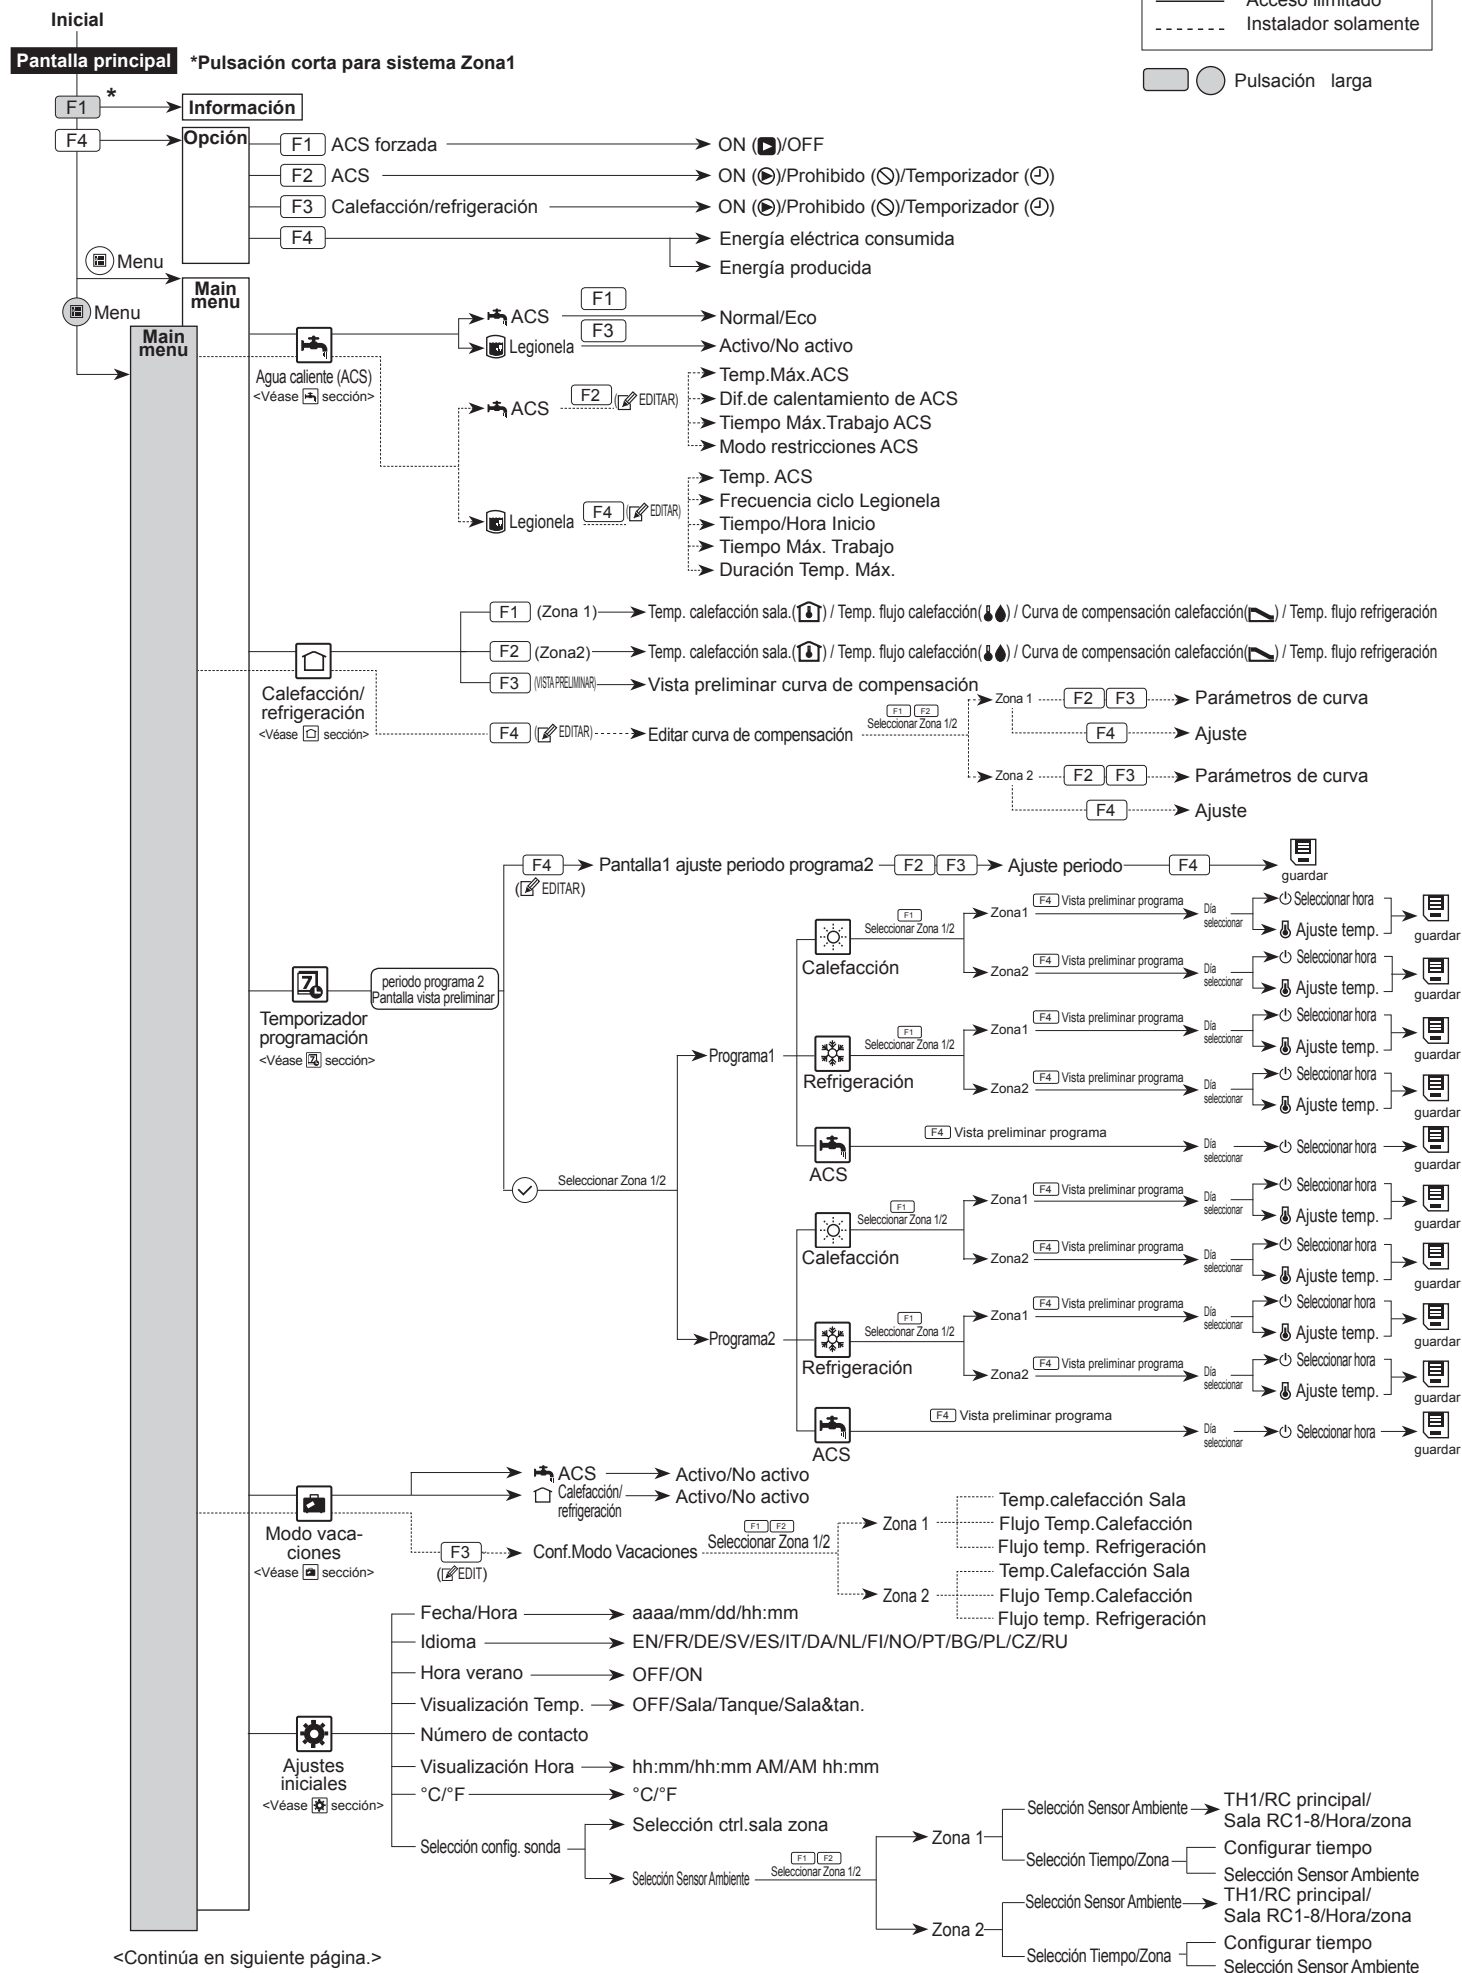 Acceso ilimitado
Inicial
Instalador solamente
Pantalla principal *Pulsación corta para sistema Zona1
Pulsación larga
F1 * Información
F4 Opción
F1 ACS forzada ON ( )/OFF
F2 ACS ON ( )/Prohibido ( )/Temporizador ( )
F3 Calefacción/refrigeración ON ( )/Prohibido ( )/Temporizador ( )
F4 Energía eléctrica consumida
Energía producida
Menu
Main
menu
Menu
Main
menu
Agua caliente (ACS)
<Véase sección>
ACS F1 Normal/Eco
Legionela F3 Activo/No activo
ACS F2 ( EDITAR)
Temp.Máx.ACS
Dif.de calentamiento de ACS
Tiempo Máx.Trabajo ACS
Modo restricciones ACS
Legionela F4 ( EDITAR)
Temp. ACS
Frecuencia ciclo Legionela
Tiempo/Hora Inicio
Tiempo Máx. Trabajo
Duración Temp. Máx.
Calefacción/
refrigeración
<Véase sección>
F1 (Zona 1) Temp. calefacción sala.( ) / Temp. flujo calefacción( ) / Curva de compensación calefacción( ) / Temp. flujo refrigeración
F2 (Zona2) Temp. calefacción sala.( ) / Temp. flujo calefacción( ) / Curva de compensación calefacción( ) / Temp. flujo refrigeración
F3 (VISTA PRELIMINAR) Vista preliminar curva de compensación
F4 ( EDITAR) Editar curva de compensación
F1 F2
Seleccionar Zona 1/2
Zona 1 F2 F3 Parámetros de curva
F4 Ajuste
Zona 2 F2 F3 Parámetros de curva
F4 Ajuste
Temporizador
programación
<Véase sección>
periodo programa 2
Pantalla vista preliminar
F4 Pantalla1 ajuste periodo programa2 F2 F3 Ajuste periodo F4 guardar
( EDITAR)
Seleccionar Zona 1/2
Programa1
Calefacción
F1
Seleccionar Zona 1/2
Zona1 F4 Vista preliminar programa Día seleccionar Seleccionar hora
Ajuste temp. guardar
Zona2 F4 Vista preliminar programa Día seleccionar Seleccionar hora
Ajuste temp. guardar
Refrigeración
F1
Seleccionar Zona 1/2
Zona1 F4 Vista preliminar programa Día seleccionar Seleccionar hora
Ajuste temp. guardar
Zona2 F4 Vista preliminar programa Día seleccionar Seleccionar hora
Ajuste temp. guardar
ACS
F4 Vista preliminar programa Día seleccionar Seleccionar hora guardar
Programa2
Calefacción
F1
Seleccionar Zona 1/2
Zona1 F4 Vista preliminar programa Día seleccionar Seleccionar hora
Ajuste temp. guardar
Zona2 F4 Vista preliminar programa Día seleccionar Seleccionar hora
Ajuste temp. guardar
Refrigeración
F1
Seleccionar Zona 1/2
Zona1 F4 Vista preliminar programa Día seleccionar Seleccionar hora
Ajuste temp. guardar
Zona2 F4 Vista preliminar programa Día seleccionar Seleccionar hora
Ajuste temp. guardar
ACS
F4 Vista preliminar programa Día seleccionar Seleccionar hora guardar
Modo vaca-
ciones
<Véase sección>
ACS Activo/No activo
Calefacción/
refrigeración Activo/No activo
F3 Conf.Modo Vacaciones
( EDIT)
F1 F2
Seleccionar Zona 1/2
Zona 1
Temp.calefacción Sala
Flujo Temp.Calefacción
Flujo temp. Refrigeración
Zona 2
Temp.Calefacción Sala
Flujo Temp.Calefacción
Flujo temp. Refrigeración
Ajustes
iniciales
<Véase sección>
Fecha/Hora aaaa/mm/dd/hh:mm
Idioma EN/FR/DE/SV/ES/IT/DA/NL/FI/NO/PT/BG/PL/CZ/RU
Hora verano OFF/ON
Visualización Temp. OFF/Sala/Tanque/Sala&tan.
Número de contacto
Visualización Hora hh:mm/hh:mm AM/AM hh:mm
°C/°F °C/°F
Selección config. sonda Selección ctrl.sala zona
Selección Sensor Ambiente
F1 F2
Seleccionar Zona 1/2
Zona 1
Selección Sensor Ambiente TH1/RC principal/
Sala RC1-8/Hora/zona
Selección Tiempo/Zona Configurar tiempo
Selección Sensor Ambiente
Zona 2
Selección Sensor Ambiente TH1/RC principal/
Sala RC1-8/Hora/zona
Selección Tiempo/Zona Configurar tiempo
Selección Sensor Ambiente
<Continúa en siguiente página.>